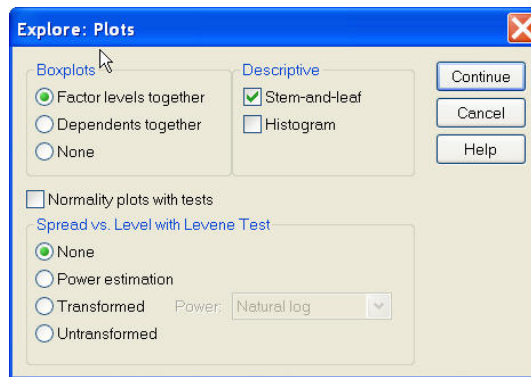 Explore: Plots
Boxplots
Factor levels together
Dependents together
None
Descriptive
Stem-and-leaf
Histogram
Continue
Cancel
Help
Normality plots with tests
Spread vs. Level with Levene Test
None
Power estimation
Transformed Power: Natural log
Untransformed